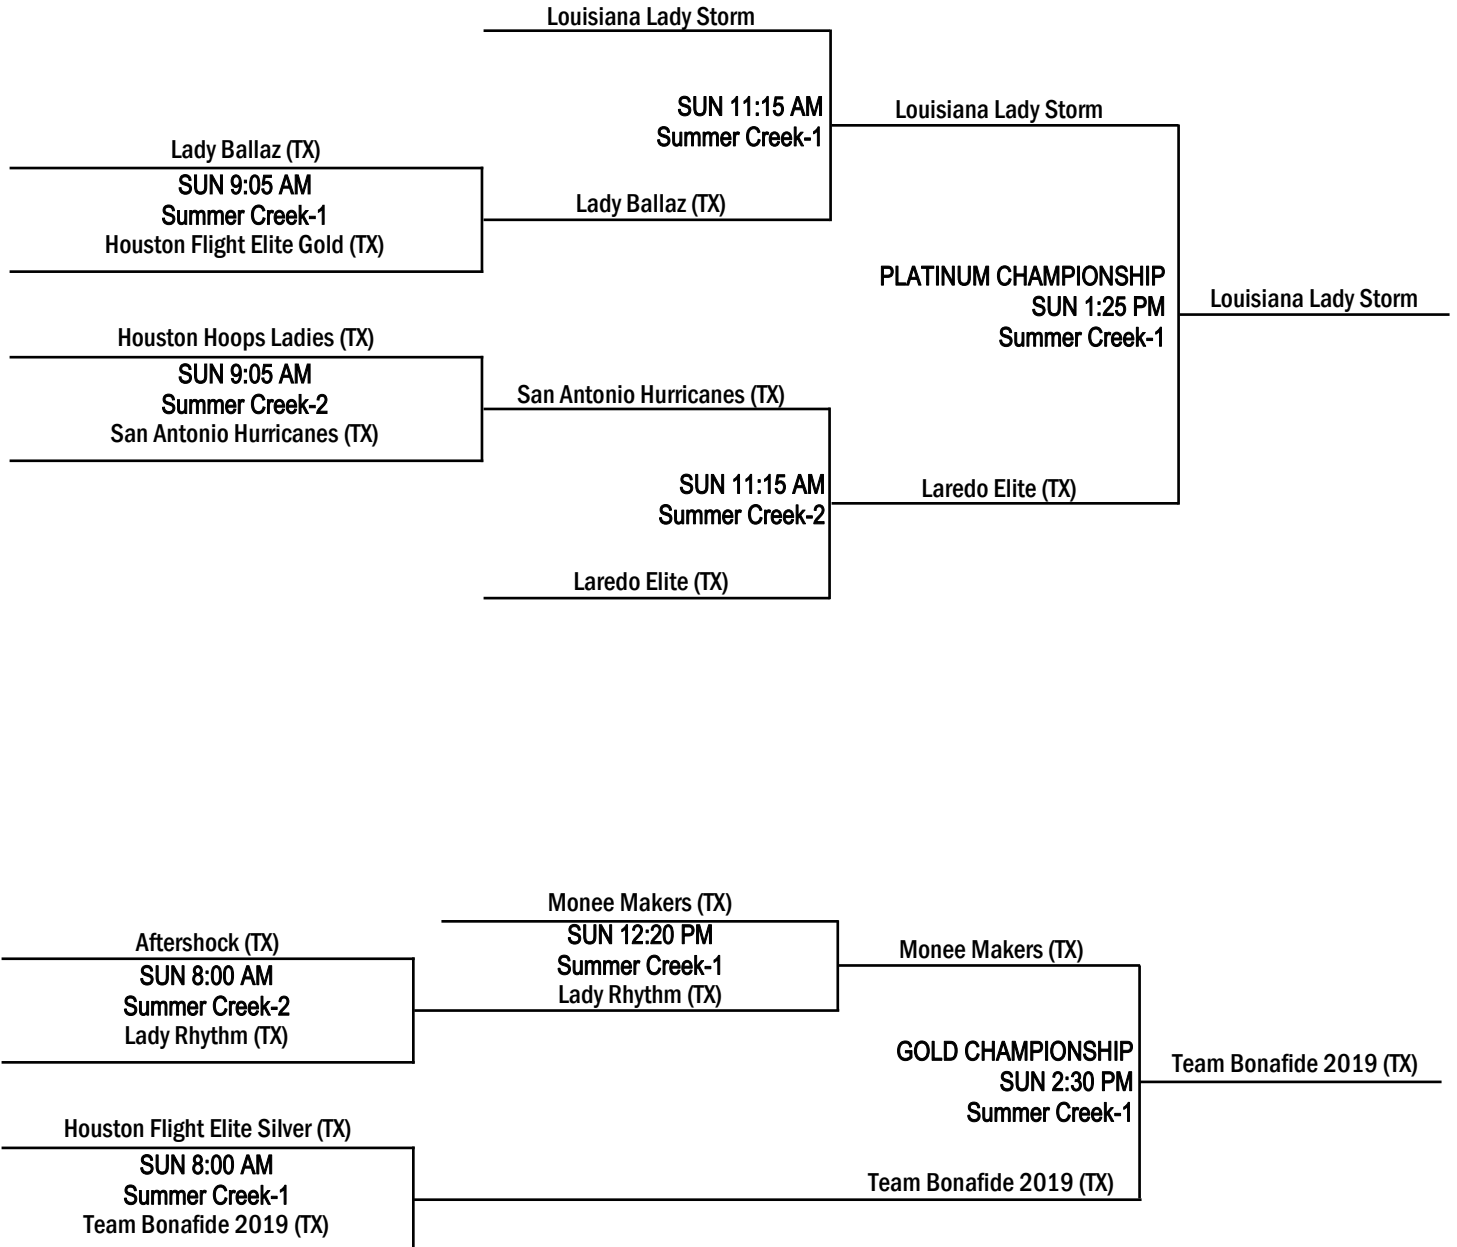 Louisiana Lady Storm
SUN 11:15 AM
Summer Creek-1
Louisiana Lady Storm
Lady Ballaz (TX)
SUN 9:05 AM
Summer Creek-1
Houston Flight Elite Gold (TX)
Lady Ballaz (TX)
PLATINUM CHAMPIONSHIP
SUN 1:25 PM
Summer Creek-1
Louisiana Lady Storm
Houston Hoops Ladies (TX)
SUN 9:05 AM
Summer Creek-2
San Antonio Hurricanes (TX)
San Antonio Hurricanes (TX)
SUN 11:15 AM
Summer Creek-2
Laredo Elite (TX)
Laredo Elite (TX)
Monee Makers (TX)
SUN 12:20 PM
Summer Creek-1
Lady Rhythm (TX)
Monee Makers (TX)
Aftershock (TX)
SUN 8:00 AM
Summer Creek-2
Lady Rhythm (TX)
GOLD CHAMPIONSHIP
SUN 2:30 PM
Summer Creek-1
Team Bonafide 2019 (TX)
Houston Flight Elite Silver (TX)
SUN 8:00 AM
Summer Creek-1
Team Bonafide 2019 (TX)
Team Bonafide 2019 (TX)